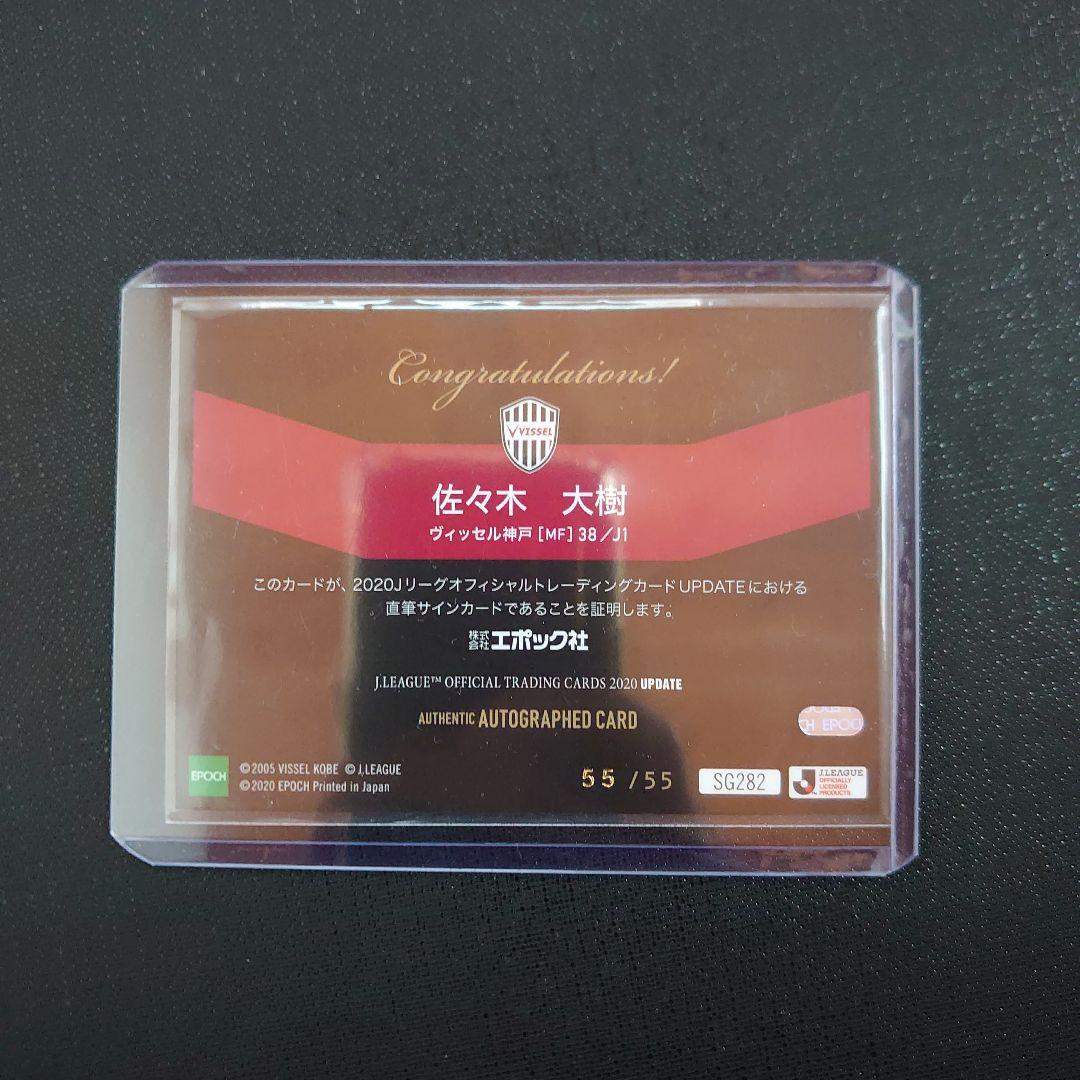 Congratulations!
VISSEL
佐々木 大樹
ヴィッセル神戸[MF]38/J1
このカードが、2020JリーグオフィシャルトレーディングカードUPDATEにおける
直筆サインカードであることを証明します。
株式会社エポック社
J.LEAGUE™ OFFICIAL TRADING CARDS 2020 UPDATE
AUTHENTIC AUTOGRAPHED CARD
CH EPOCH
EPOCH
©2005 VISSEL KOBE ©J.LEAGUE
©2020 EPOCH Printed in Japan
55/55
SG282
J.LEAGUE
OFFICIALLY
LICENSED
PRODUCTS